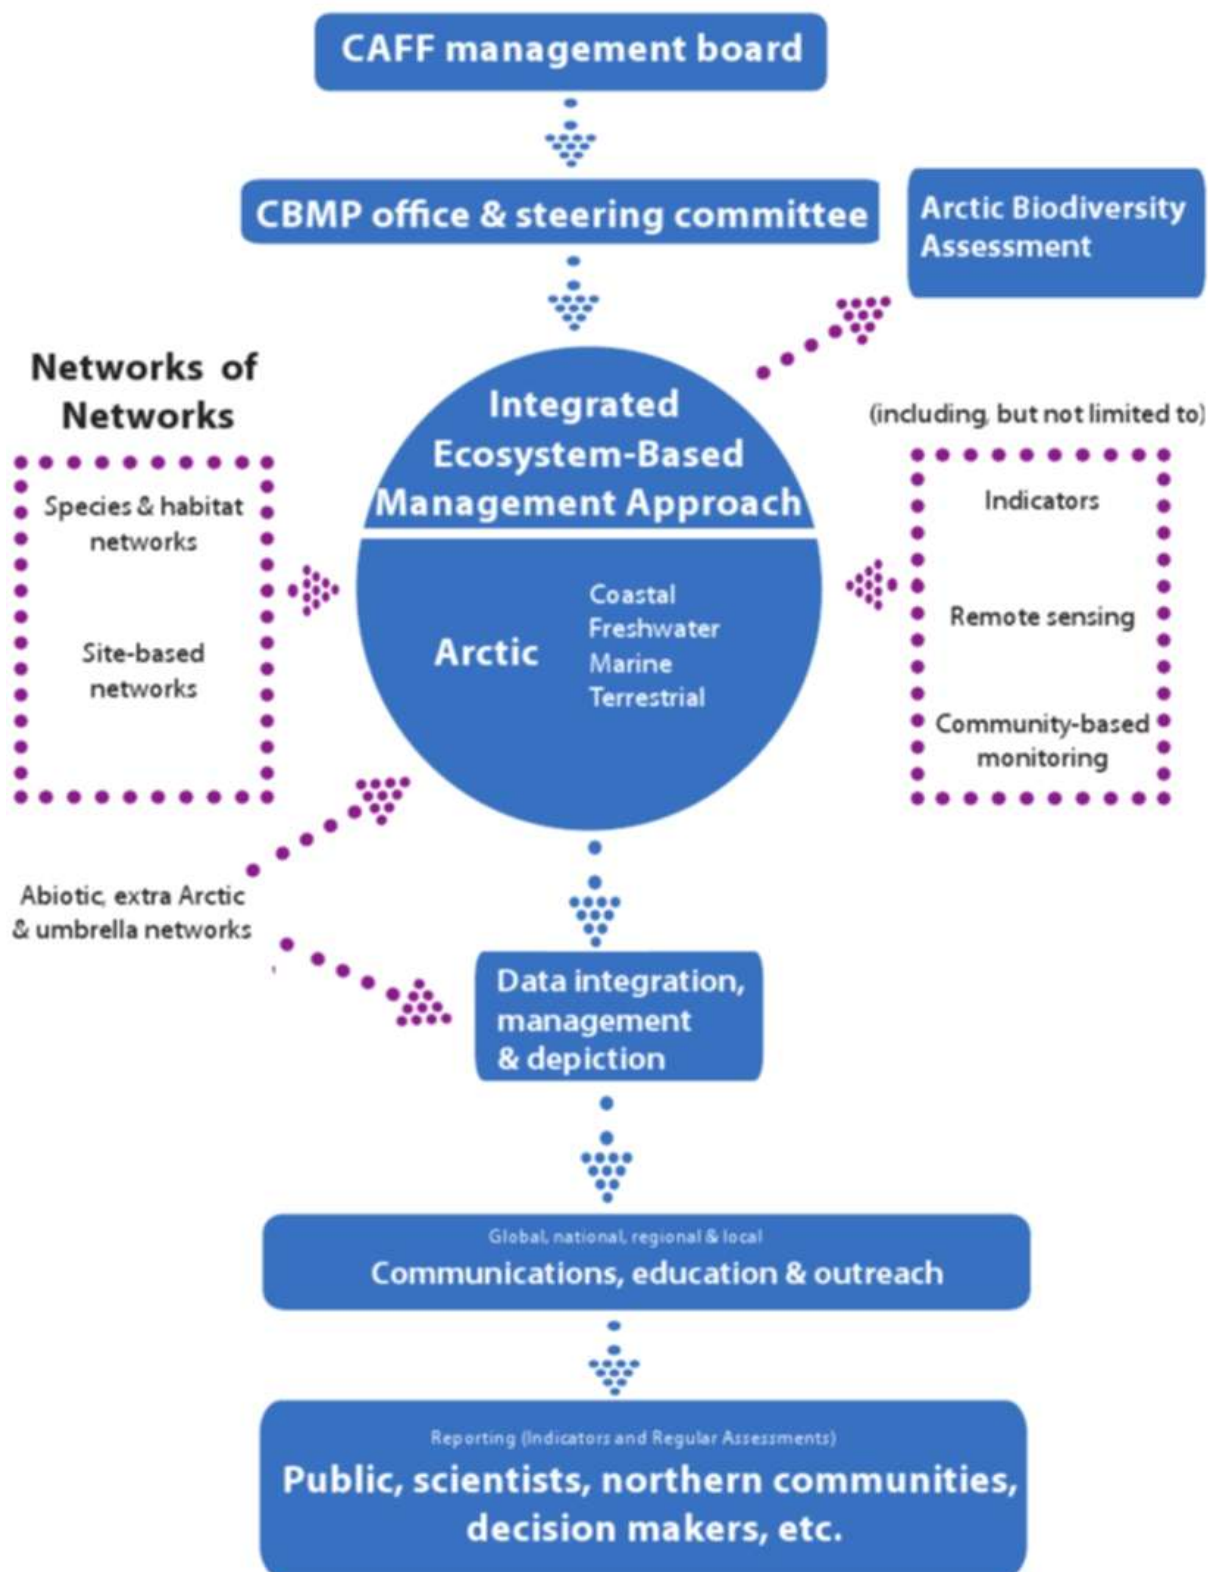 CAFF management board
CBMP office & steering committee
Arctic Biodiversity
Assessment
Networks of
Networks
Species & habitat
networks
Site-based
networks
Integrated
Ecosystem-Based
Management Approach
Arctic
Coastal
Freshwater
Marine
Terrestrial
(including, but not limited to)
Indicators
Remote sensing
Community-based
monitoring
Abiotic, extra Arctic
& umbrella networks
Data integration,
management
& depiction
Global, national, regional & local
Communications, education & outreach
Reporting (Indicators and Regular Assessments)
Public, scientists, northern communities,
decision makers, etc.